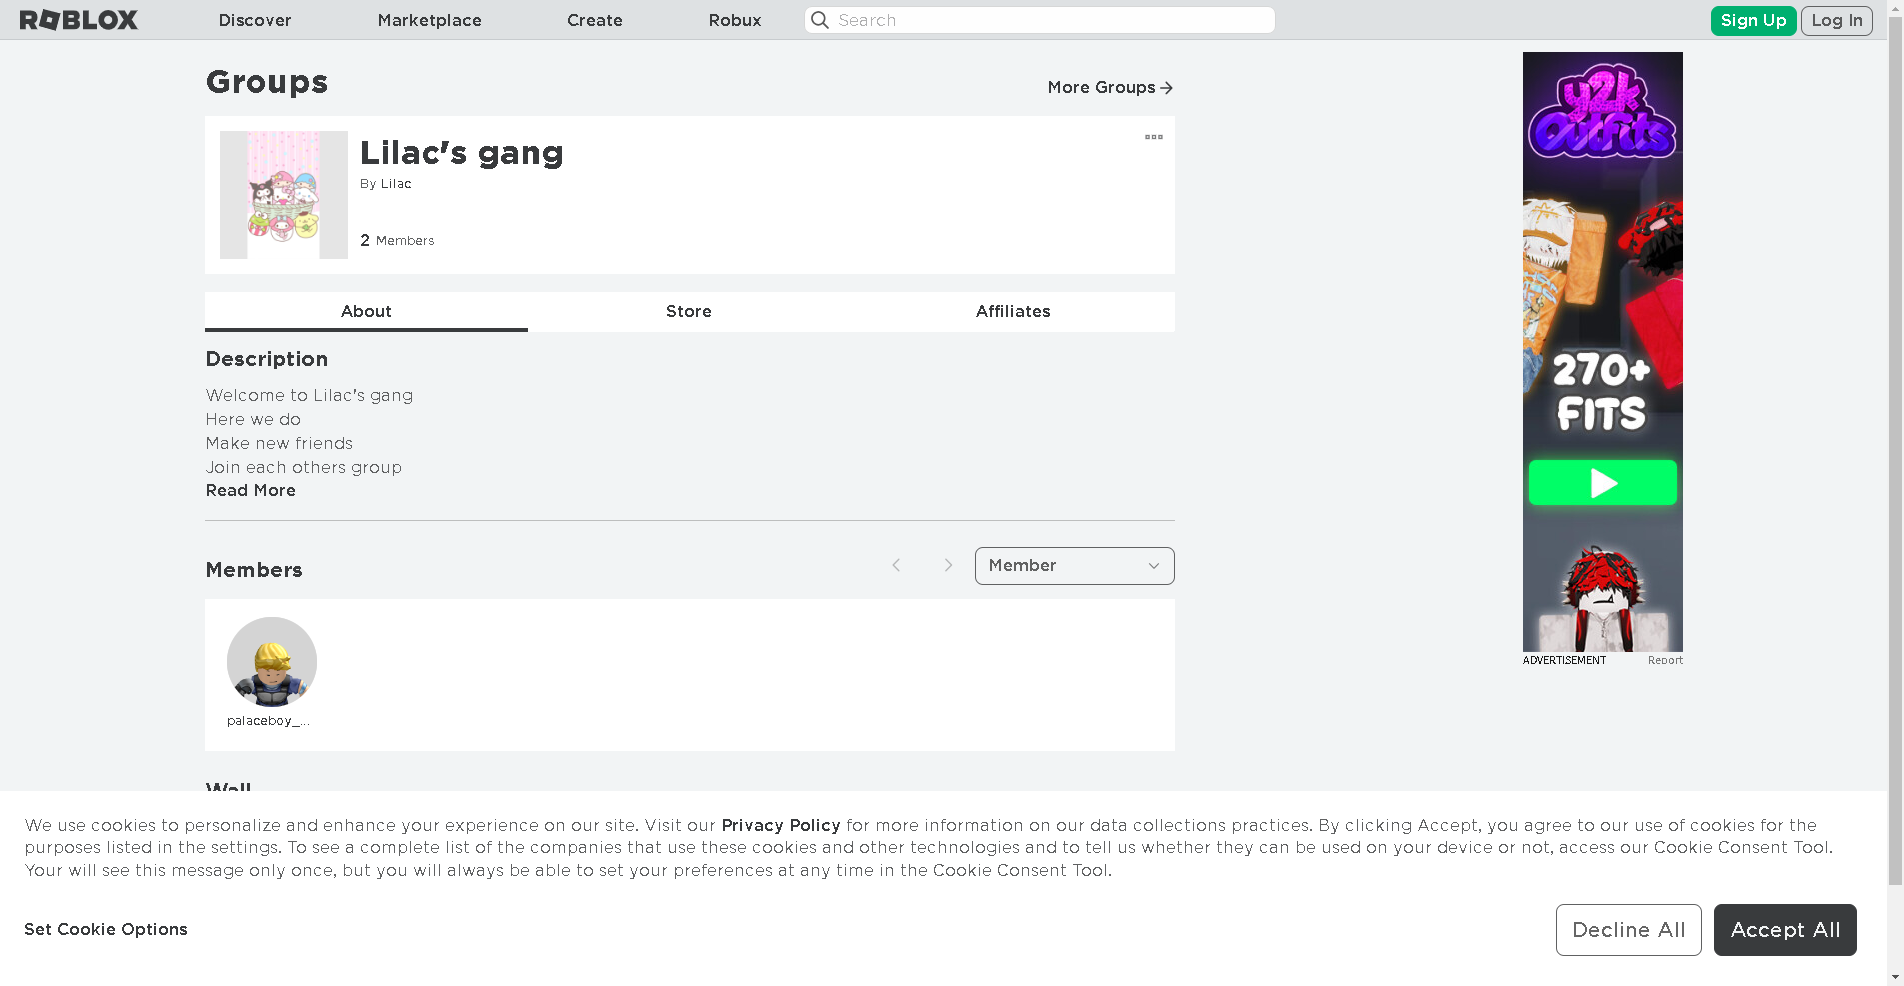 ROBLOX
Discover
Marketplace
Create
Robux
Search
Sign Up
Log In
Groups
More Groups
Lilac's gang
By Lilac
2 Members
About
Store
Affiliates
Description
Welcome to Lilac's gang
Here we do
Make new friends
Join each others group
Read More
Members
Member
palaceboy_...
Wall
y2k
Outfits
270+
FITS
ADVERTISEMENT
Report
We use cookies to personalize and enhance your experience on our site. Visit our Privacy Policy for more information on our data collections practices. By clicking Accept, you agree to our use of cookies for the
purposes listed in the settings. To see a complete list of the companies that use these cookies and other technologies and to tell us whether they can be used on your device or not, access our Cookie Consent Tool.
Your will see this message only once, but you will always be able to set your preferences at any time in the Cookie Consent Tool.
Set Cookie Options
Decline All
Accept All